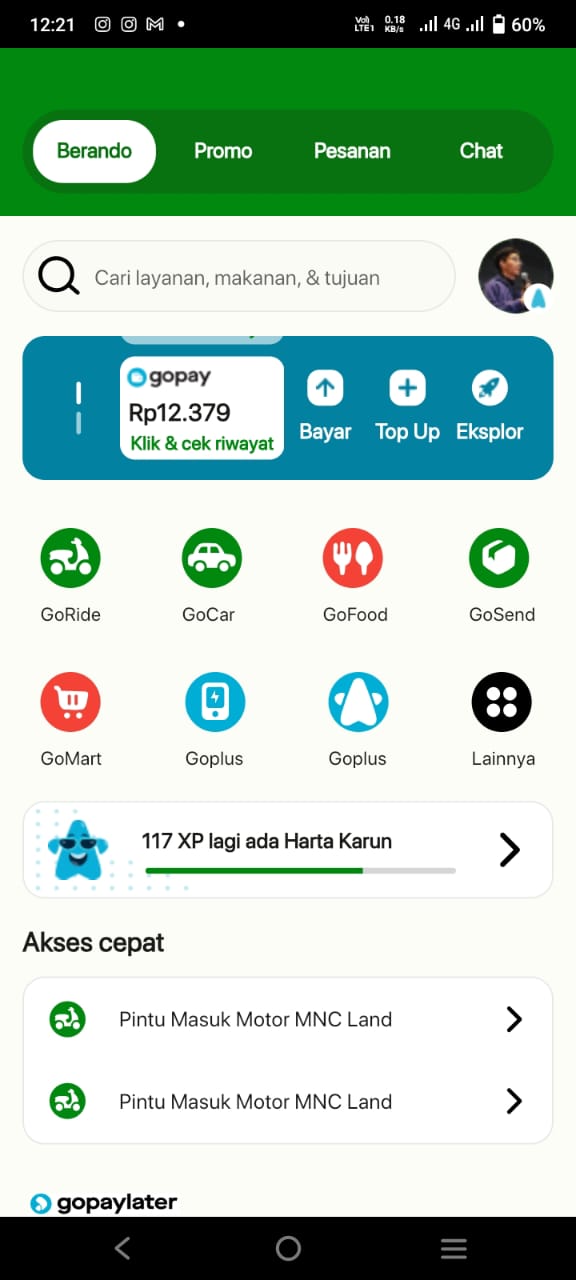 12:21
Vo) 0.18 4G 60%
LTE1 KB/s
Berando Promo Pesanan Chat
Cari layanan, makanan, & tujuan
gopay
Rp12.379
Klik & cek riwayat
Bayar Top Up Eksplor
GoRide GoCar GoFood GoSend
GoMart Goplus Goplus Lainnya
117 XP lagi ada Harta Karun
Akses cepat
Pintu Masuk Motor MNC Land
Pintu Masuk Motor MNC Land
gopaylater